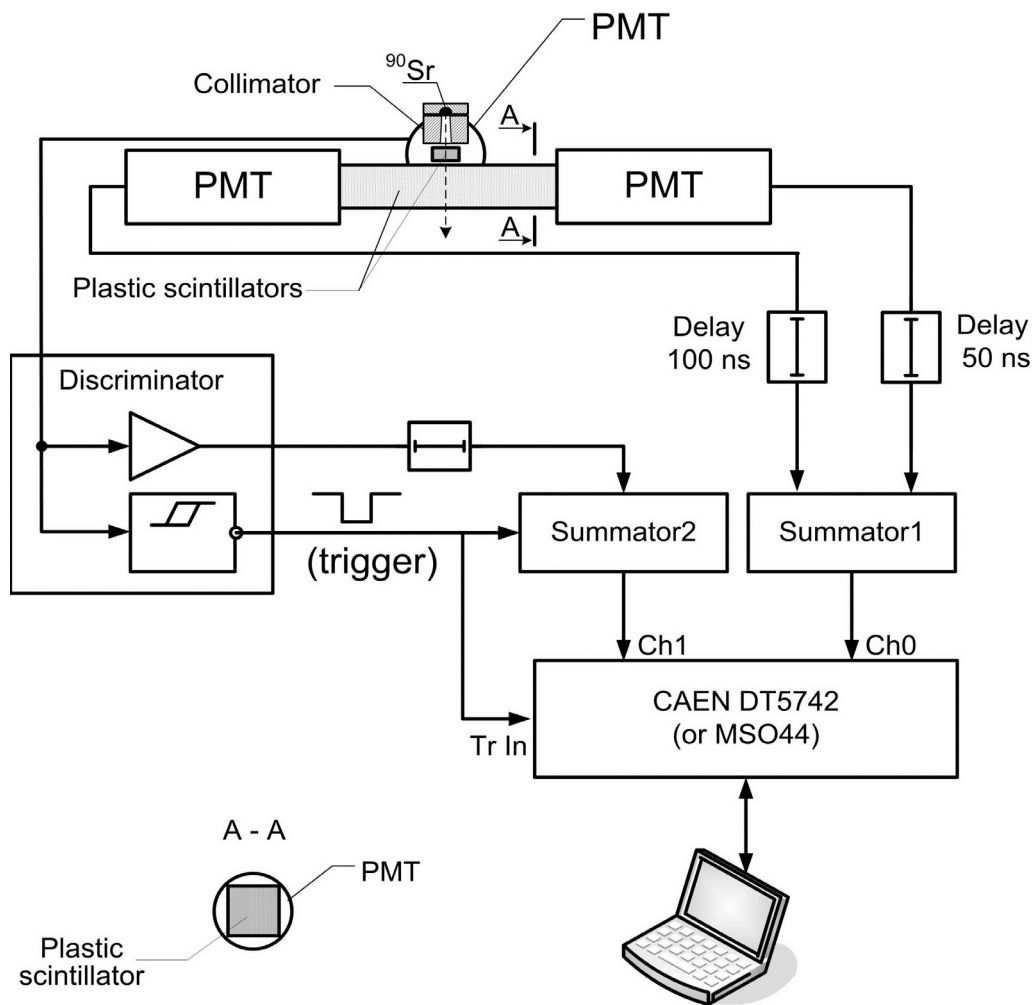 PMT
⁹⁰Sr
Collimator
A
PMT
PMT
A
Plastic scintillators
Delay
100 ns
Delay
50 ns
Discriminator
Summator2
Summator1
(trigger)
Ch1
Ch0
CAEN DT5742
(or MSO44)
Tr In
A - A
PMT
Plastic
scintillator